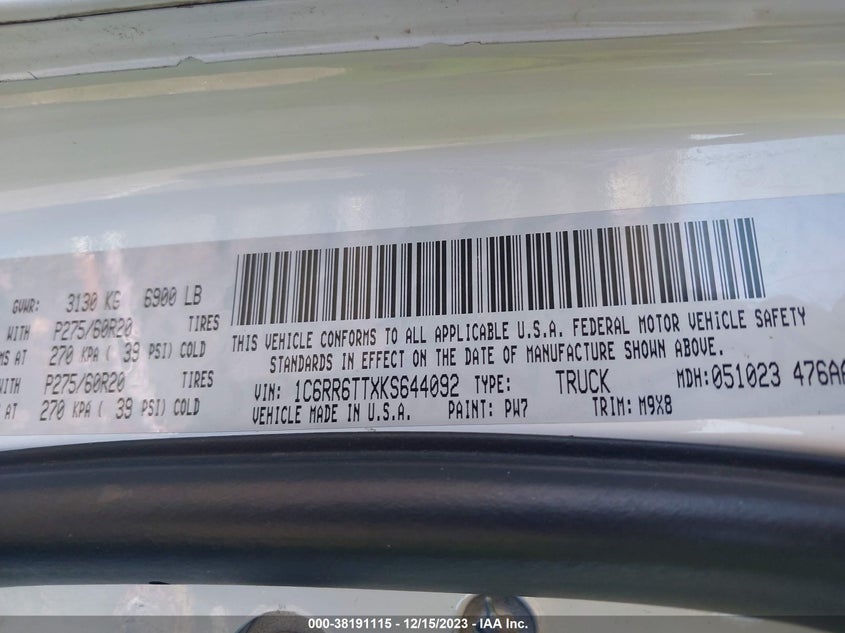 GVWR: 3130 KG 6900 LB
WITH P275/60R20 TIRES
AT 270 KPA ( 39 PSI) COLD
WITH P275/60R20 TIRES
AT 270 KPA ( 39 PSI) COLD
THIS VEHICLE CONFORMS TO ALL APPLICABLE U.S.A. FEDERAL MOTOR VEHICLE SAFETY
STANDARDS IN EFFECT ON THE DATE OF MANUFACTURE SHOWN ABOVE.
VIN: 1C6RR6TTXKS644092 TYPE: TRUCK MDH:051023
VEHICLE MADE IN U.S.A. PAINT: PW7 TRIM: M9X8
000-38191115 - 12/15/2023 - IAA Inc.